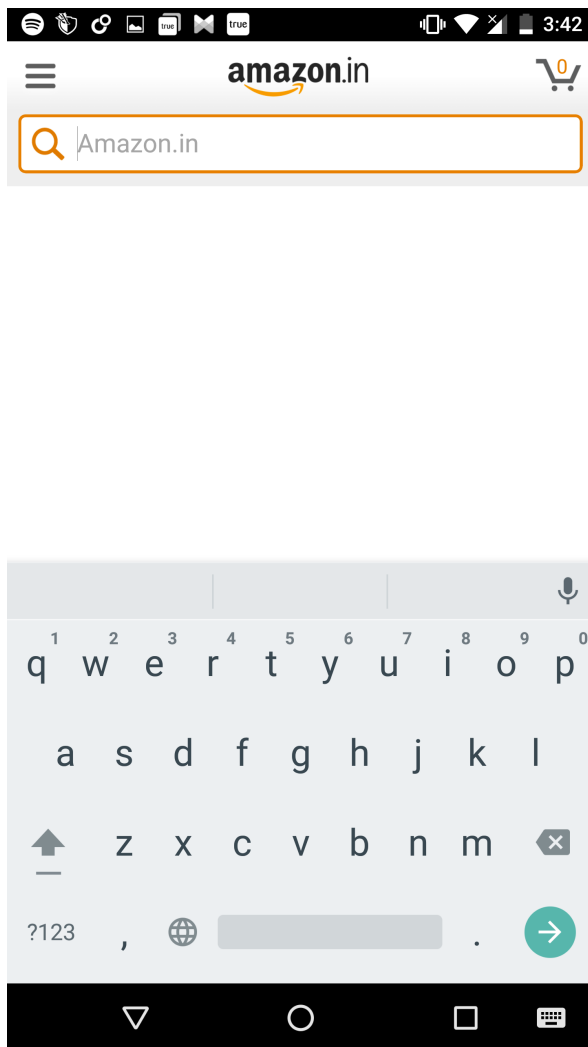 true true 3:42
amazon.in 0
Amazon.in
1 2 3 4 5 6 7 8 9 0
q w e r t y u i o p
a s d f g h j k l
z x c v b n m
?123 , .